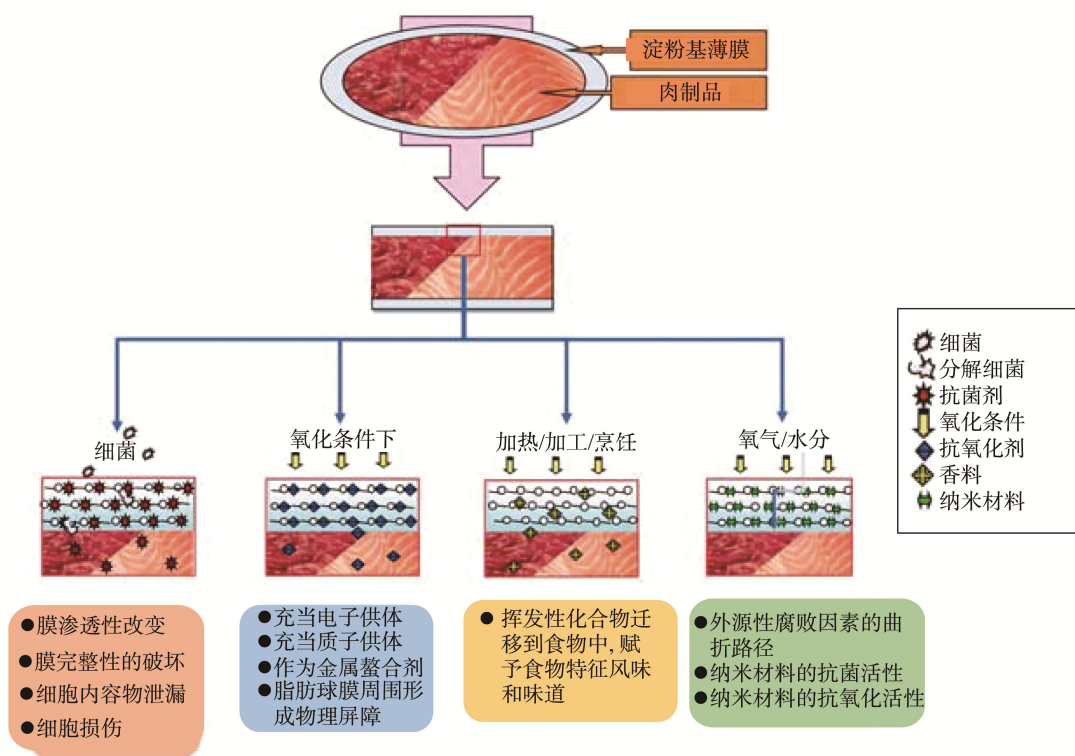 淀粉基薄膜
肉制品
细菌
氧化条件下
加热/加工/烹饪
氧气/水分
细菌
分解细菌
抗菌剂
氧化条件
抗氧化剂
香料
纳米材料
●膜渗透性改变
●膜完整性的破坏
●细胞内容物泄漏
●细胞损伤
●充当电子供体
●充当质子供体
●作为金属螯合剂
●脂肪球膜周围形
成物理屏障
●挥发性化合物迁
移到食物中,赋
予食物特征风味
和味道
●外源性腐败因素的曲
折路径
●纳米材料的抗菌活性
●纳米材料的抗氧化活性